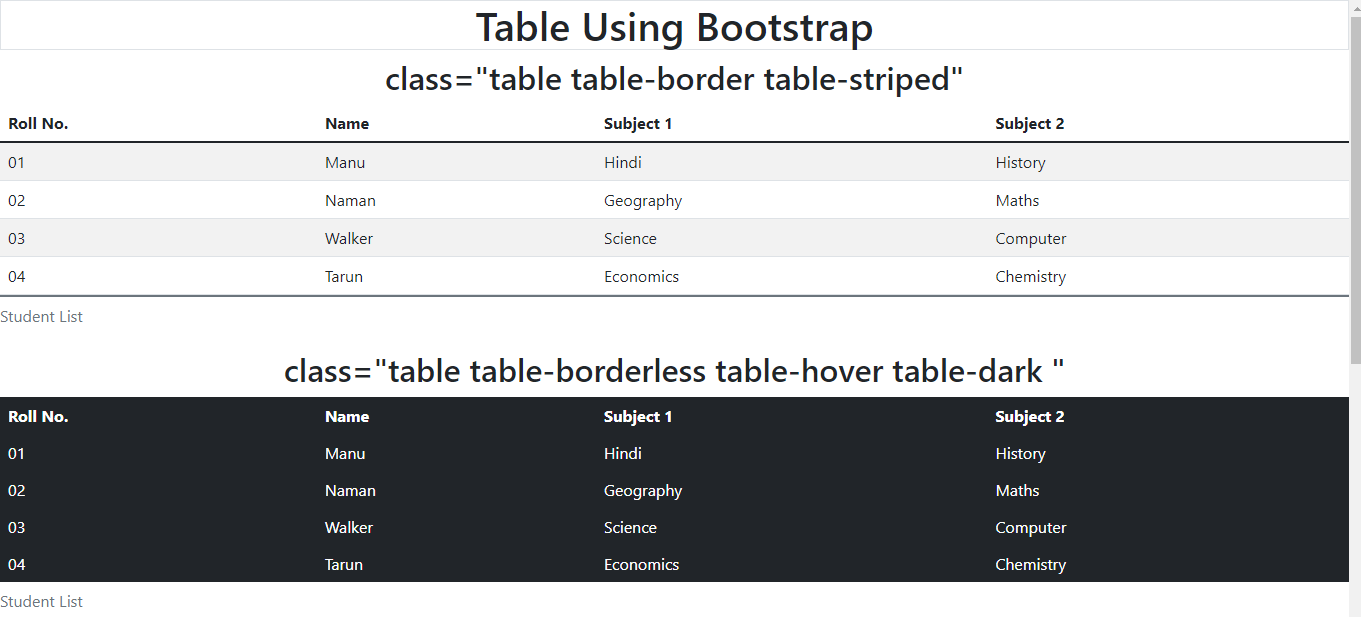 Table Using Bootstrap
class="table table-border table-striped"
Roll No. Name Subject 1 Subject 2
01 Manu Hindi History
02 Naman Geography Maths
03 Walker Science Computer
04 Tarun Economics Chemistry
Student List
class="table table-borderless table-hover table-dark "
Roll No. Name Subject 1 Subject 2
01 Manu Hindi History
02 Naman Geography Maths
03 Walker Science Computer
04 Tarun Economics Chemistry
Student List